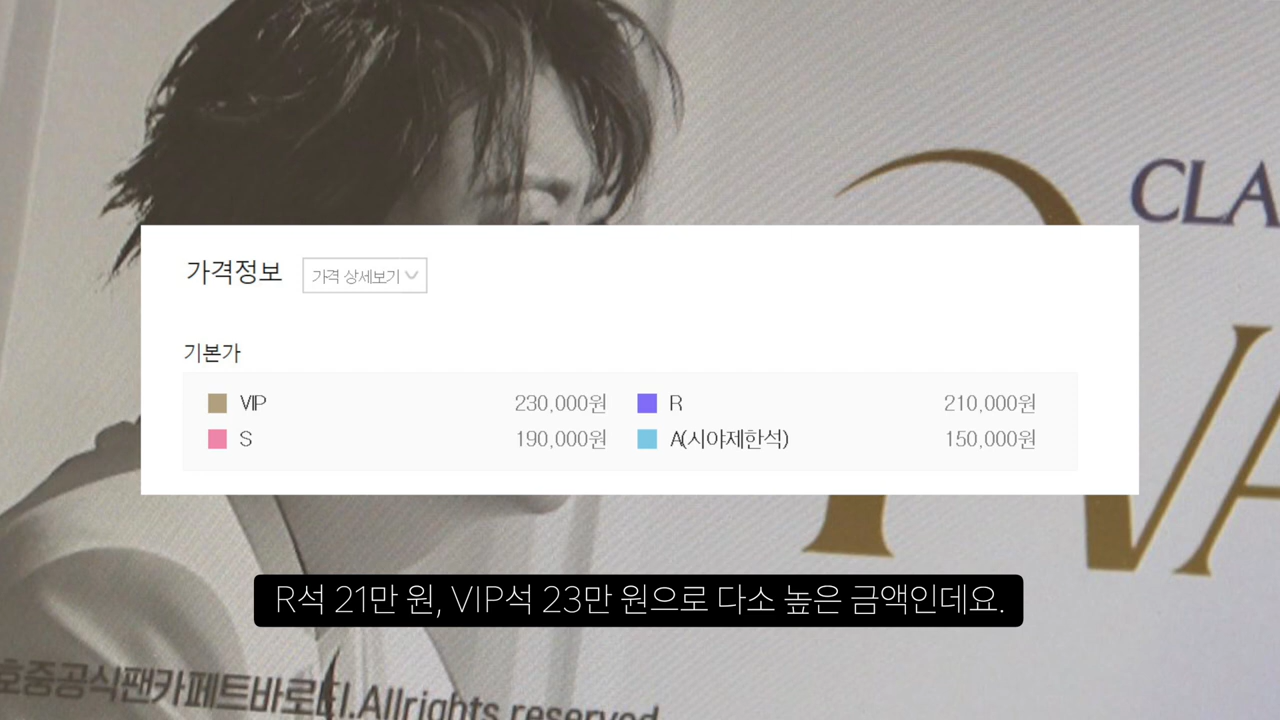 CLA
가격정보
가격 상세보기
기본가
VIP 230,000원 R 210,000원
S 190,000원 A(시야제한석) 150,000원
R석 21만 원, VIP석 23만 원으로 다소 높은 금액인데요.
호중공식팬카페트바로티.Allrights reserved